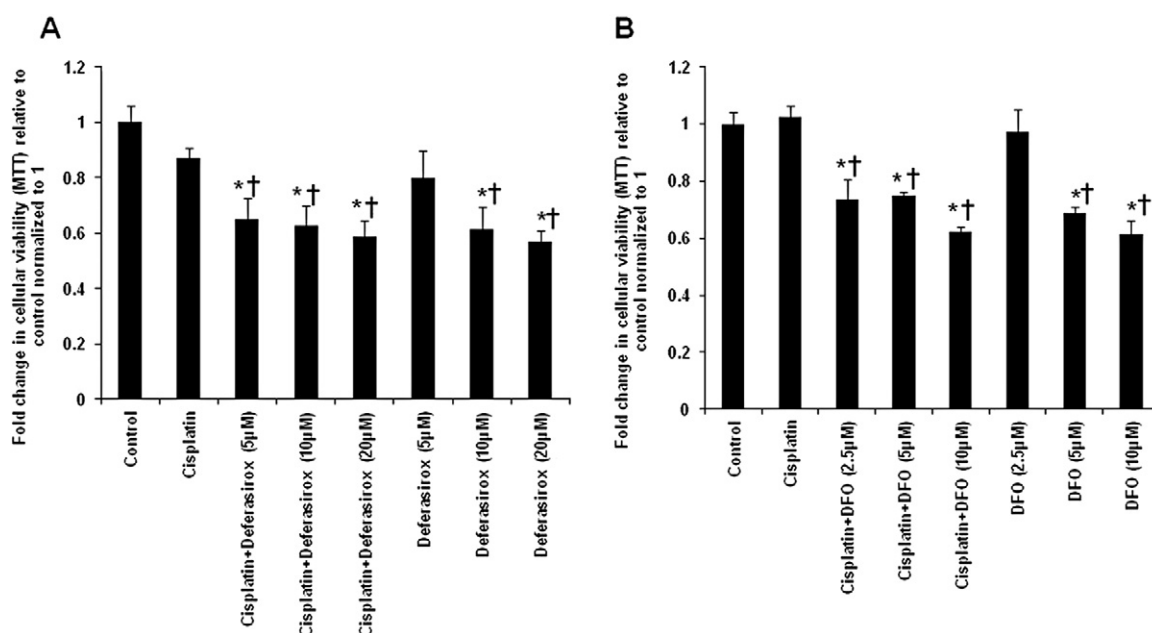 A
Fold change in cellular viability (MTT) relative to
control normalized to 1
1.2
1
0.8
0.6
0.4
0.2
0
*†
*†
*†
*†
*†
Control
Cisplatin
Cisplatin+Deferasirox (5µM)
Cisplatin+Deferasirox (10µM)
Cisplatin+Deferasirox (20µM)
Deferasirox (5µM)
Deferasirox (10µM)
Deferasirox (20µM)
B
Fold change in cellular viability (MTT) relative to
control normalized to 1
1.2
1
0.8
0.6
0.4
0.2
0
*†
*†
*†
*†
*†
Control
Cisplatin
Cisplatin+DFO (2.5µM)
Cisplatin+DFO (5µM)
Cisplatin+DFO (10µM)
DFO (2.5µM)
DFO (5µM)
DFO (10µM)